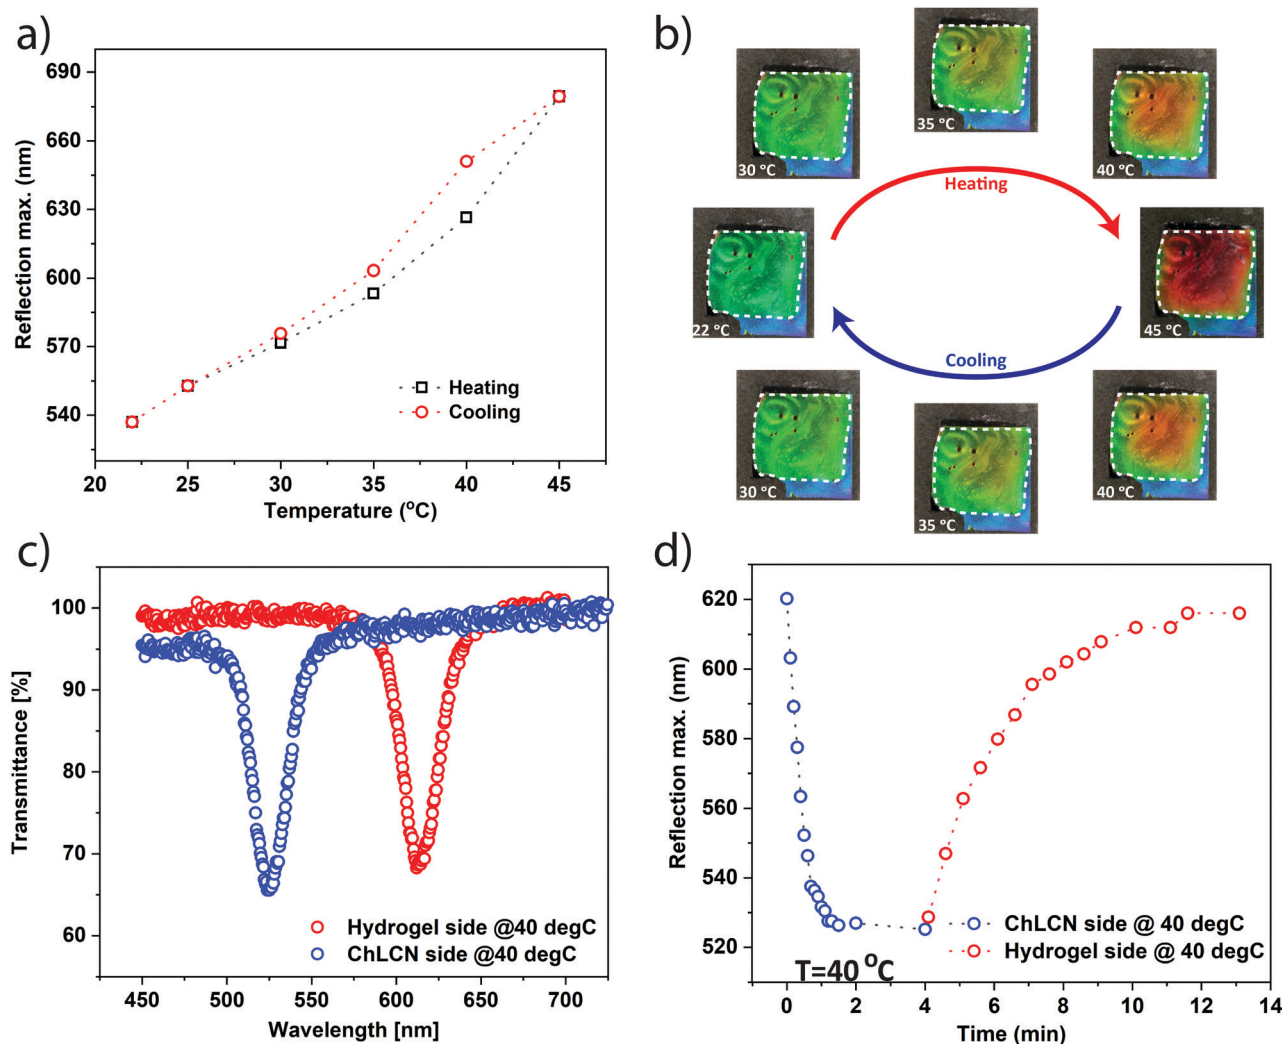 a)
690
660
630
600
570
540
Reflection max. (nm)
Heating
Cooling
20
25
30
35
40
45
Temperature (°C)
b)
35 °C
30 °C
40 °C
Heating
22 °C
45 °C
Cooling
30 °C
35 °C
40 °C
c)
100
90
80
70
60
Transmittance [%]
Hydrogel side @40 degC
ChLCN side @40 degC
450
500
550
600
650
700
Wavelength [nm]
d)
620
600
580
560
540
520
Reflection max. (nm)
ChLCN side @ 40 degC
Hydrogel side @ 40 degC
T=40 °C
0
2
4
6
8
10
12
14
Time (min)